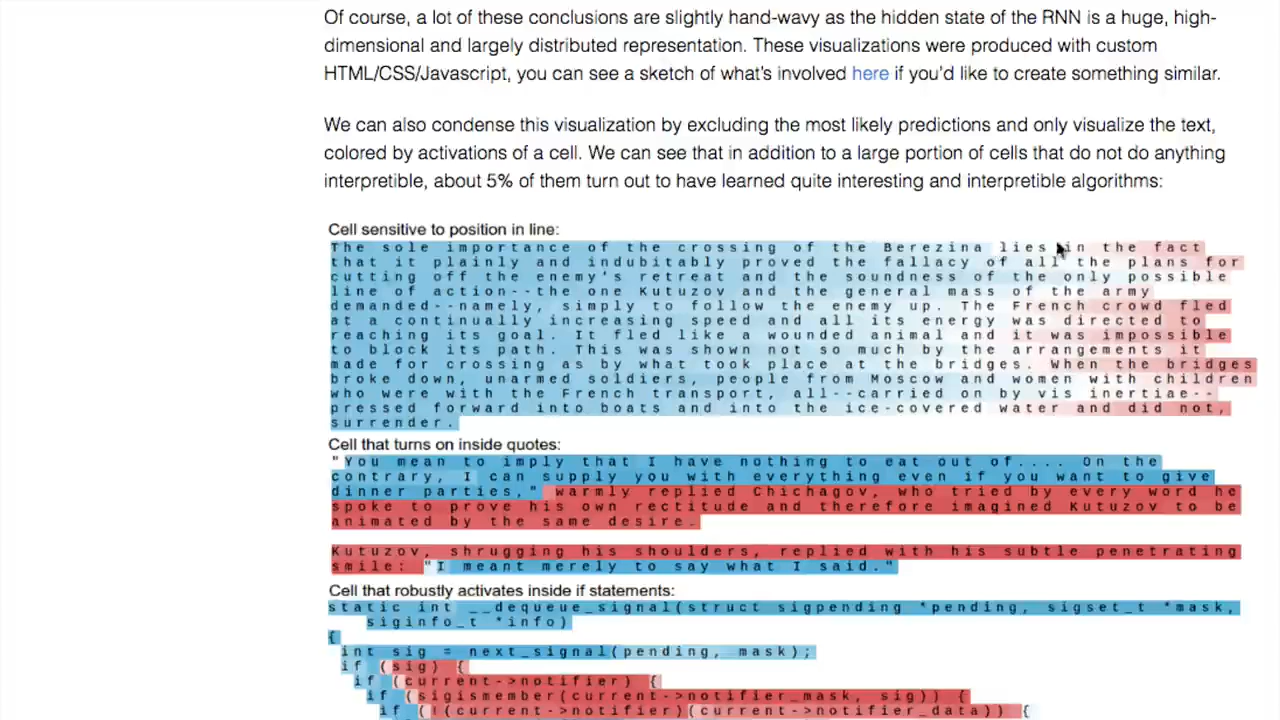 Of course, a lot of these conclusions are slightly hand-wavy as the hidden state of the RNN is a huge, high-
dimensional and largely distributed representation. These visualizations were produced with custom
HTML/CSS/Javascript, you can see a sketch of what's involved here if you'd like to create something similar.
We can also condense this visualization by excluding the most likely predictions and only visualize the text,
colored by activations of a cell. We can see that in addition to a large portion of cells that do not do anything
interpretible, about 5% of them turn out to have learned quite interesting and interpretible algorithms:
Cell sensitive to position in line:
The sole importance of the crossing of the Berezina lies in the fact
that it plainly and indubitably proved the fallacy of all the plans for
cutting off the enemy's retreat and the soundness of the only possible
line of action--the one Kutuzov and the general mass of the army
demanded--namely, simply to follow the enemy up. The French crowd fled
at a continually increasing speed and all its energy was directed to
reaching its goal. It fled like a wounded animal and it was impossible
to block its path. This was shown not so much by the arrangements it
made for crossing as by what took place at the bridges. When the bridges
broke down, unarmed soldiers, people from Moscow and women with children
who were with the French transport, all--carried on by vis inertiae--
pressed forward into boats and into the ice-covered water and did not,
surrender.
Cell that turns on inside quotes:
"You mean to imply that I have nothing to eat out of.... On the
contrary, I can supply you with everything even if you want to give
dinner parties," warmly replied Chichagov, who tried by every word he
spoke to prove his own rectitude and therefore imagined Kutuzov to be
animated by the same desire.
Kutuzov, shrugging his shoulders, replied with his subtle penetrating
smile: "I meant merely to say what I said."
Cell that robustly activates inside if statements:
static int __dequeue_signal(struct sigpending *pending, sigset_t *mask,
siginfo_t *info)
{
int sig = next_signal(pending, mask);
if (sig) {
if (current->notifier) {
if (sigismember(current->notifier_mask, sig)) {
if (!(current->notifier)(current->notifier_data)) {